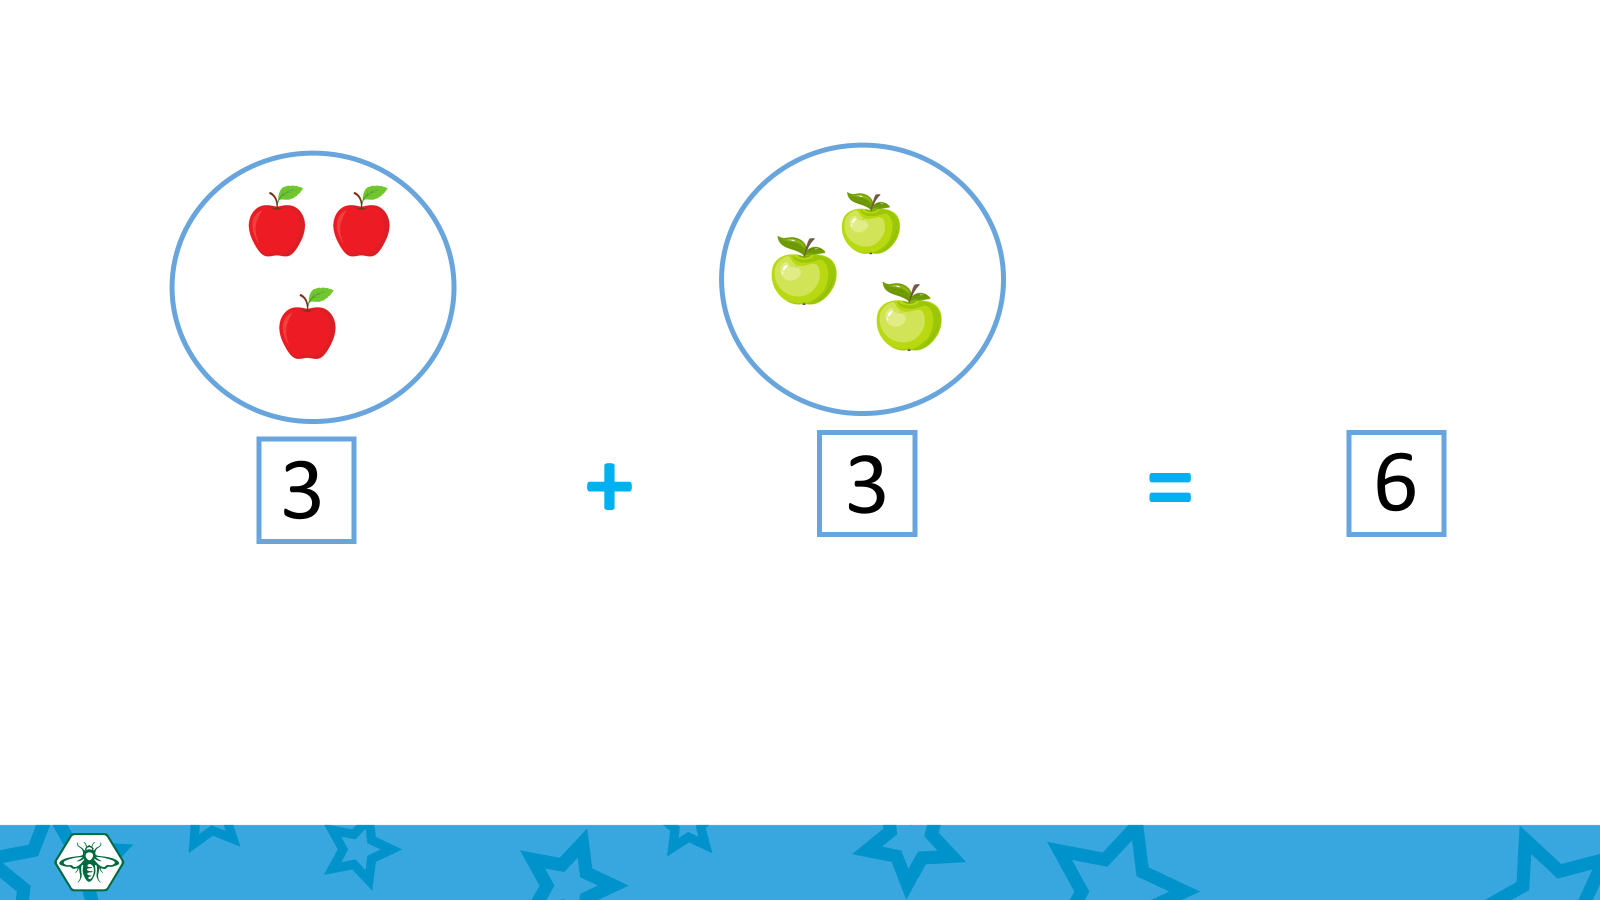 3 + 3 = 6